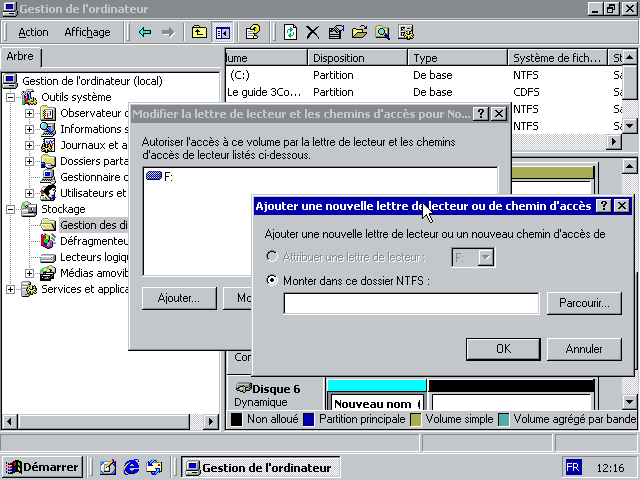 Gestion de l'ordinateur
Action Affichage
Arbre
Gestion de l'ordinateur (local)
Outils système
Observateur d
Informations s
Journaux et a
Dossiers parta
Gestionnaire d
Utilisateurs et
Stockage
Gestion des di
Défragmenteur
Lecteurs logiqu
Médias amovib
Services et applica
lume Disposition Type Système de fich... St
(C:) Partition De base NTFS Sa
Le guide 3Co... Partition De base CDFS Sa
NTFS Sa
NTFS Sa
Modifier la lettre de lecteur et les chemins d'accès pour No...
Autoriser l'accès à ce volume par la lettre de lecteur et les chemins
d'accès de lecteur listés ci-dessous.
F:
Ajouter... Mo
Ajouter une nouvelle lettre de lecteur ou de chemin d'accès
Ajouter une nouvelle lettre de lecteur ou un nouveau chemin d'accès de
Attribuer une lettre de lecteur : F:
Monter dans ce dossier NTFS :
Parcourir...
OK Annuler
Con
Disque 6
Dynamique
Nouveau nom (
Non alloué Partition principale Volume simple Volume agrégé par bande
Démarrer Gestion de l'ordinateur FR 12:16